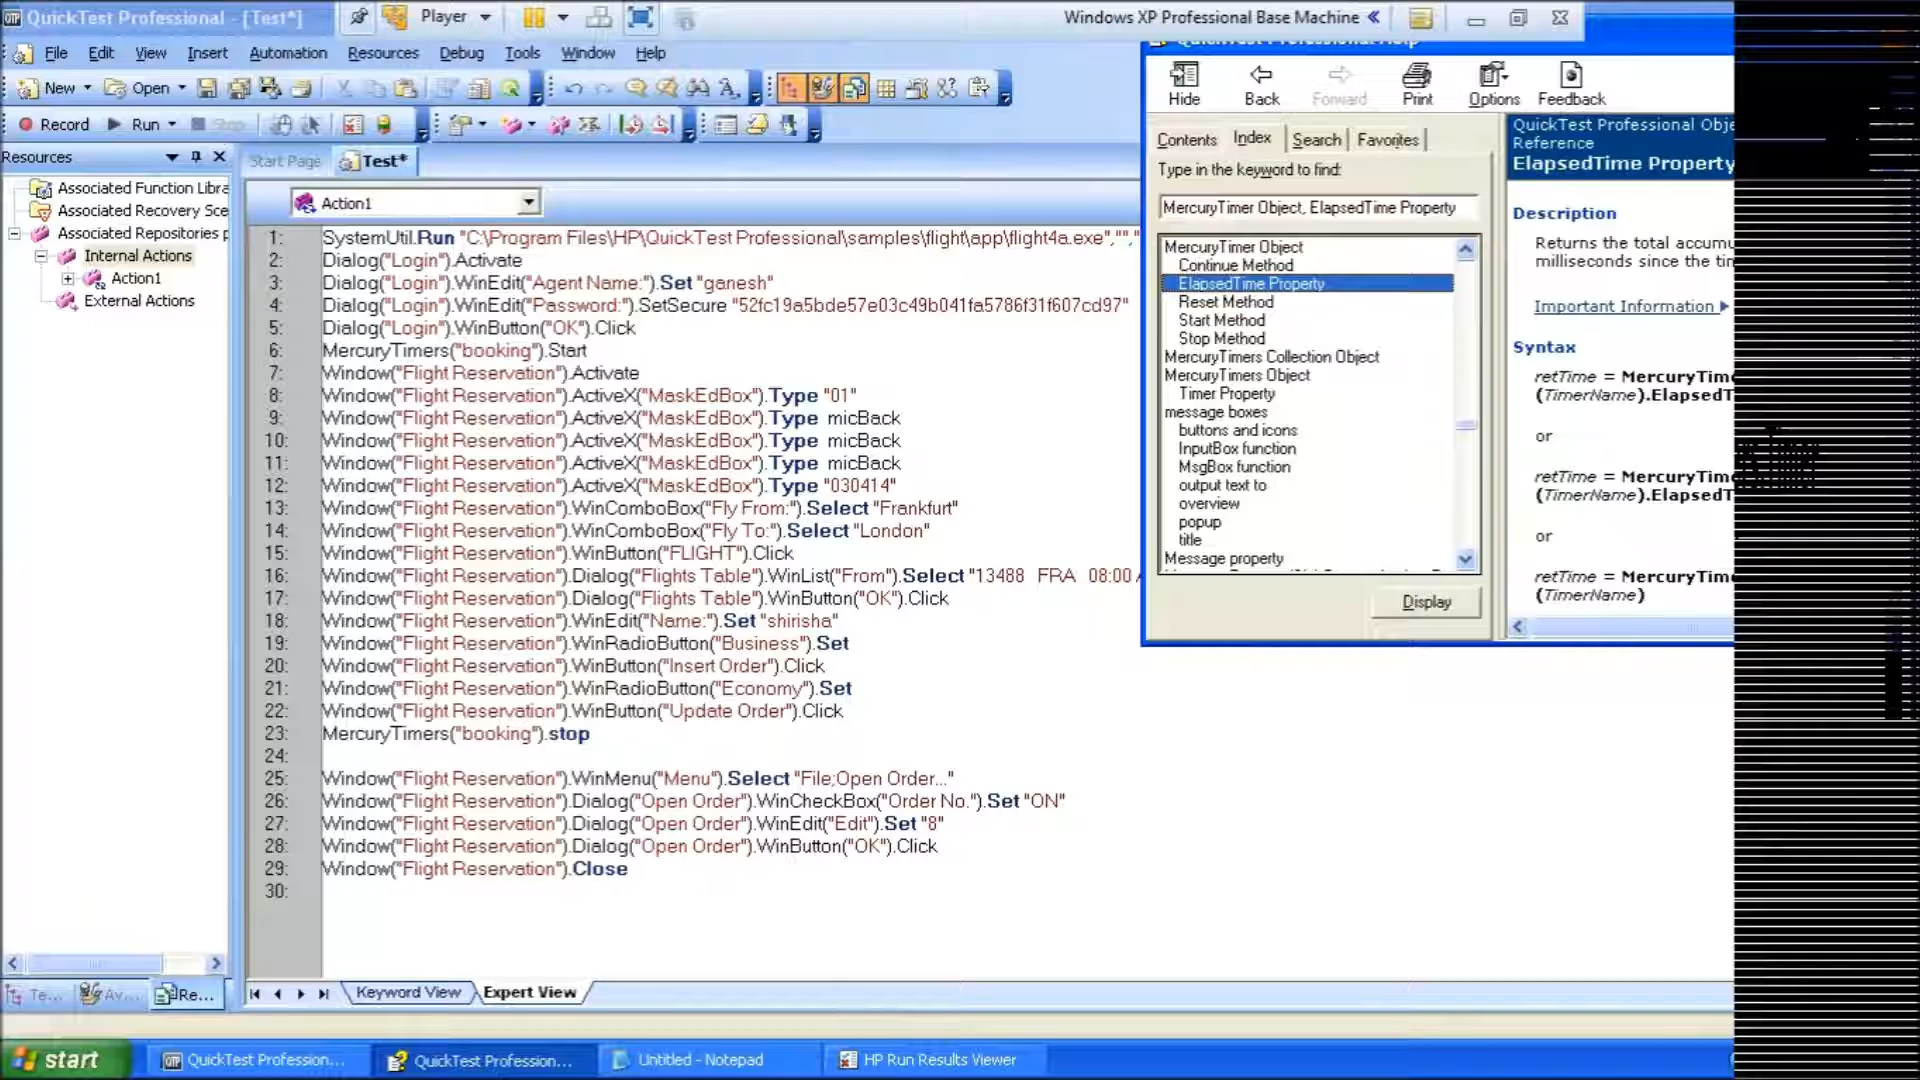 QuickTest Professional - [Test*]
Player
Windows XP Professional Base Machine
File Edit View Insert Automation Resources Debug Tools Window Help
New Open
Record Run Stop
Resources
Associated Function Libra
Associated Recovery Sce
Associated Repositories p
Internal Actions
Action1
External Actions
Te... Av... Re...
Start Page Test*
Action1
1: SystemUtil.Run "C:\Program Files\HP\QuickTest Professional\samples\flight\app\flight4a.exe","","
2: Dialog("Login").Activate
3: Dialog("Login").WinEdit("Agent Name:").Set "ganesh"
4: Dialog("Login").WinEdit("Password:").SetSecure "52fc19a5bde57e03c49b041fa5786f31f607cd97"
5: Dialog("Login").WinButton("OK").Click
6: MercuryTimers("booking").Start
7: Window("Flight Reservation").Activate
8: Window("Flight Reservation").ActiveX("MaskEdBox").Type "01"
9: Window("Flight Reservation").ActiveX("MaskEdBox").Type micBack
10: Window("Flight Reservation").ActiveX("MaskEdBox").Type micBack
11: Window("Flight Reservation").ActiveX("MaskEdBox").Type micBack
12: Window("Flight Reservation").ActiveX("MaskEdBox").Type "030414"
13: Window("Flight Reservation").WinComboBox("Fly From:").Select "Frankfurt"
14: Window("Flight Reservation").WinComboBox("Fly To:").Select "London"
15: Window("Flight Reservation").WinButton("FLIGHT").Click
16: Window("Flight Reservation").Dialog("Flights Table").WinList("From").Select "13488 FRA 08:00
17: Window("Flight Reservation").Dialog("Flights Table").WinButton("OK").Click
18: Window("Flight Reservation").WinEdit("Name:").Set "shirisha"
19: Window("Flight Reservation").WinRadioButton("Business").Set
20: Window("Flight Reservation").WinButton("Insert Order").Click
21: Window("Flight Reservation").WinRadioButton("Economy").Set
22: Window("Flight Reservation").WinButton("Update Order").Click
23: MercuryTimers("booking").stop
24:
25: Window("Flight Reservation").WinMenu("Menu").Select "File;Open Order..."
26: Window("Flight Reservation").Dialog("Open Order").WinCheckBox("Order No.").Set "ON"
27: Window("Flight Reservation").Dialog("Open Order").WinEdit("Edit").Set "8"
28: Window("Flight Reservation").Dialog("Open Order").WinButton("OK").Click
29: Window("Flight Reservation").Close
30:
Keyword View Expert View
QuickTest Professional Help
Hide Back Forward Print Options Feedback
Contents Index Search Favorites
Type in the keyword to find:
MercuryTimer Object, ElapsedTime Property
MercuryTimer Object
Continue Method
ElapsedTime Property
Reset Method
Start Method
Stop Method
MercuryTimers Collection Object
MercuryTimers Object
Timer Property
message boxes
buttons and icons
InputBox function
MsgBox function
output text to
overview
popup
title
Message property
Display
QuickTest Professional Obje
Reference
ElapsedTime Property
Description
Returns the total accumu
milliseconds since the tim
Important Information
Syntax
retTime = MercuryTime
(TimerName).ElapsedT
or
retTime = MercuryTime
(TimerName).ElapsedT
or
retTime = MercuryTime
(TimerName)
start QuickTest Profession... QuickTest Profession... Untitled - Notepad HP Run Results Viewer